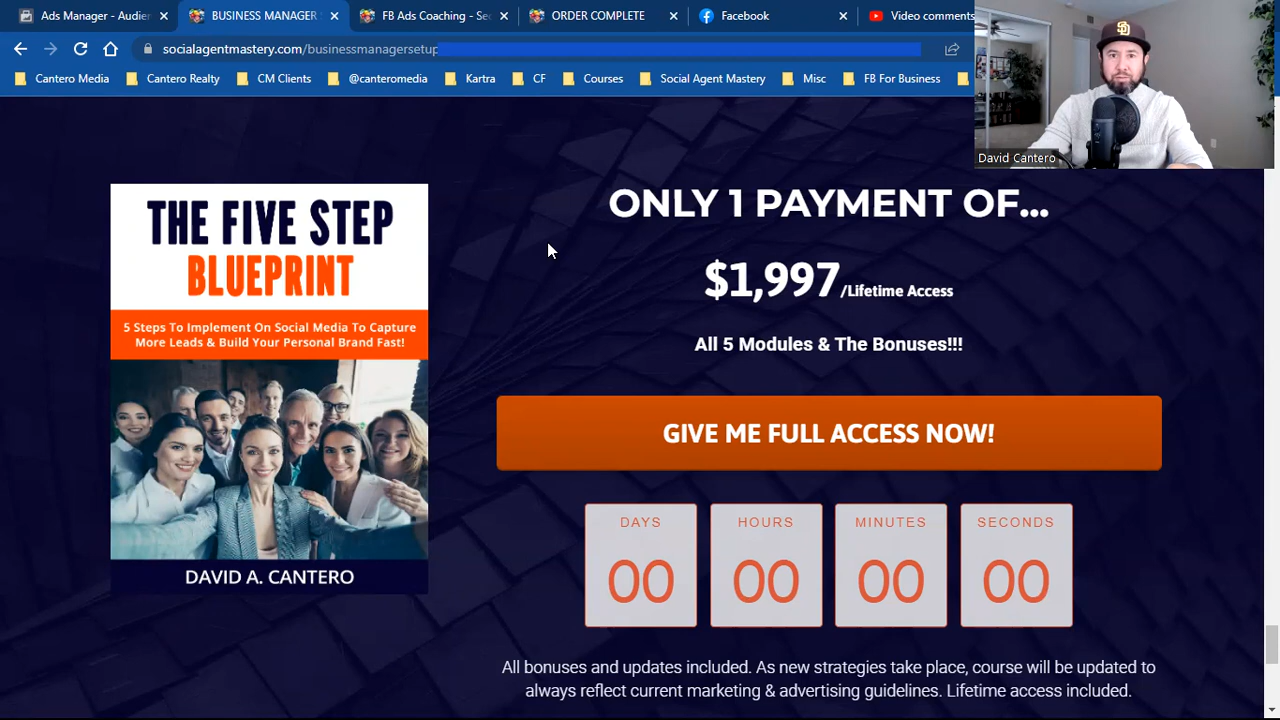 Ads Manager - Audien
BUSINESS MANAGER
FB Ads Coaching - Se
ORDER COMPLETE
Facebook
Video comments
socialagentmastery.com/businessmanagersetup
Cantero Media
Cantero Realty
CM Clients
@canteromedia
Kartra
CF
Courses
Social Agent Mastery
Misc
FB For Business
David Cantero
THE FIVE STEP
BLUEPRINT
5 Steps To Implement On Social Media To Capture
More Leads & Build Your Personal Brand Fast!
DAVID A. CANTERO
ONLY 1 PAYMENT OF...
$1,997/Lifetime Access
All 5 Modules & The Bonuses!!!
GIVE ME FULL ACCESS NOW!
DAYS HOURS MINUTES SECONDS
00 00 00 00
All bonuses and updates included. As new strategies take place, course will be updated to
always reflect current marketing & advertising guidelines. Lifetime access included.